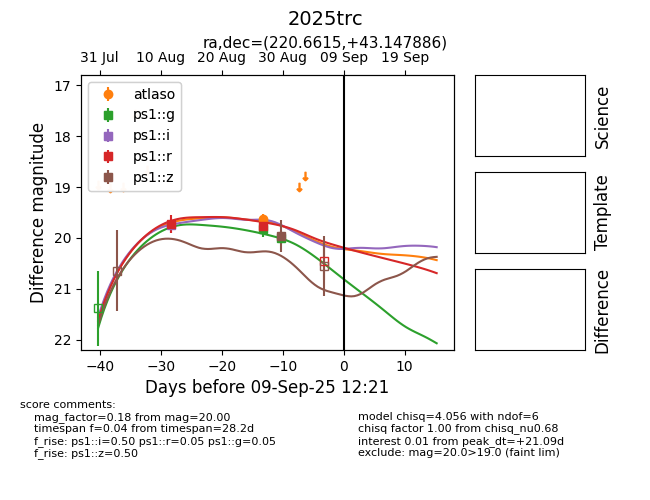 2025trc
ra,dec=(220.6615,+43.147886)
31 Jul 10 Aug 20 Aug 30 Aug 09 Sep 19 Sep
17
18
19
20
21
22
Difference magnitude
atlaso
ps1::g
ps1::i
ps1::r
ps1::z
−40 −30 −20 −10 0 10
Days before 09-Sep-25 12:21
Science
Template
Difference
score comments:
mag_factor=0.18 from mag=20.00
timespan f=0.04 from timespan=28.2d
f_rise: ps1::i=0.50 ps1::r=0.05 ps1::g=0.05
f_rise: ps1::z=0.50
model chisq=4.056 with ndof=6
chisq factor 1.00 from chisq_nu0.68
interest 0.01 from peak_dt=+21.09d
exclude: mag=20.0>19.0 (faint lim)